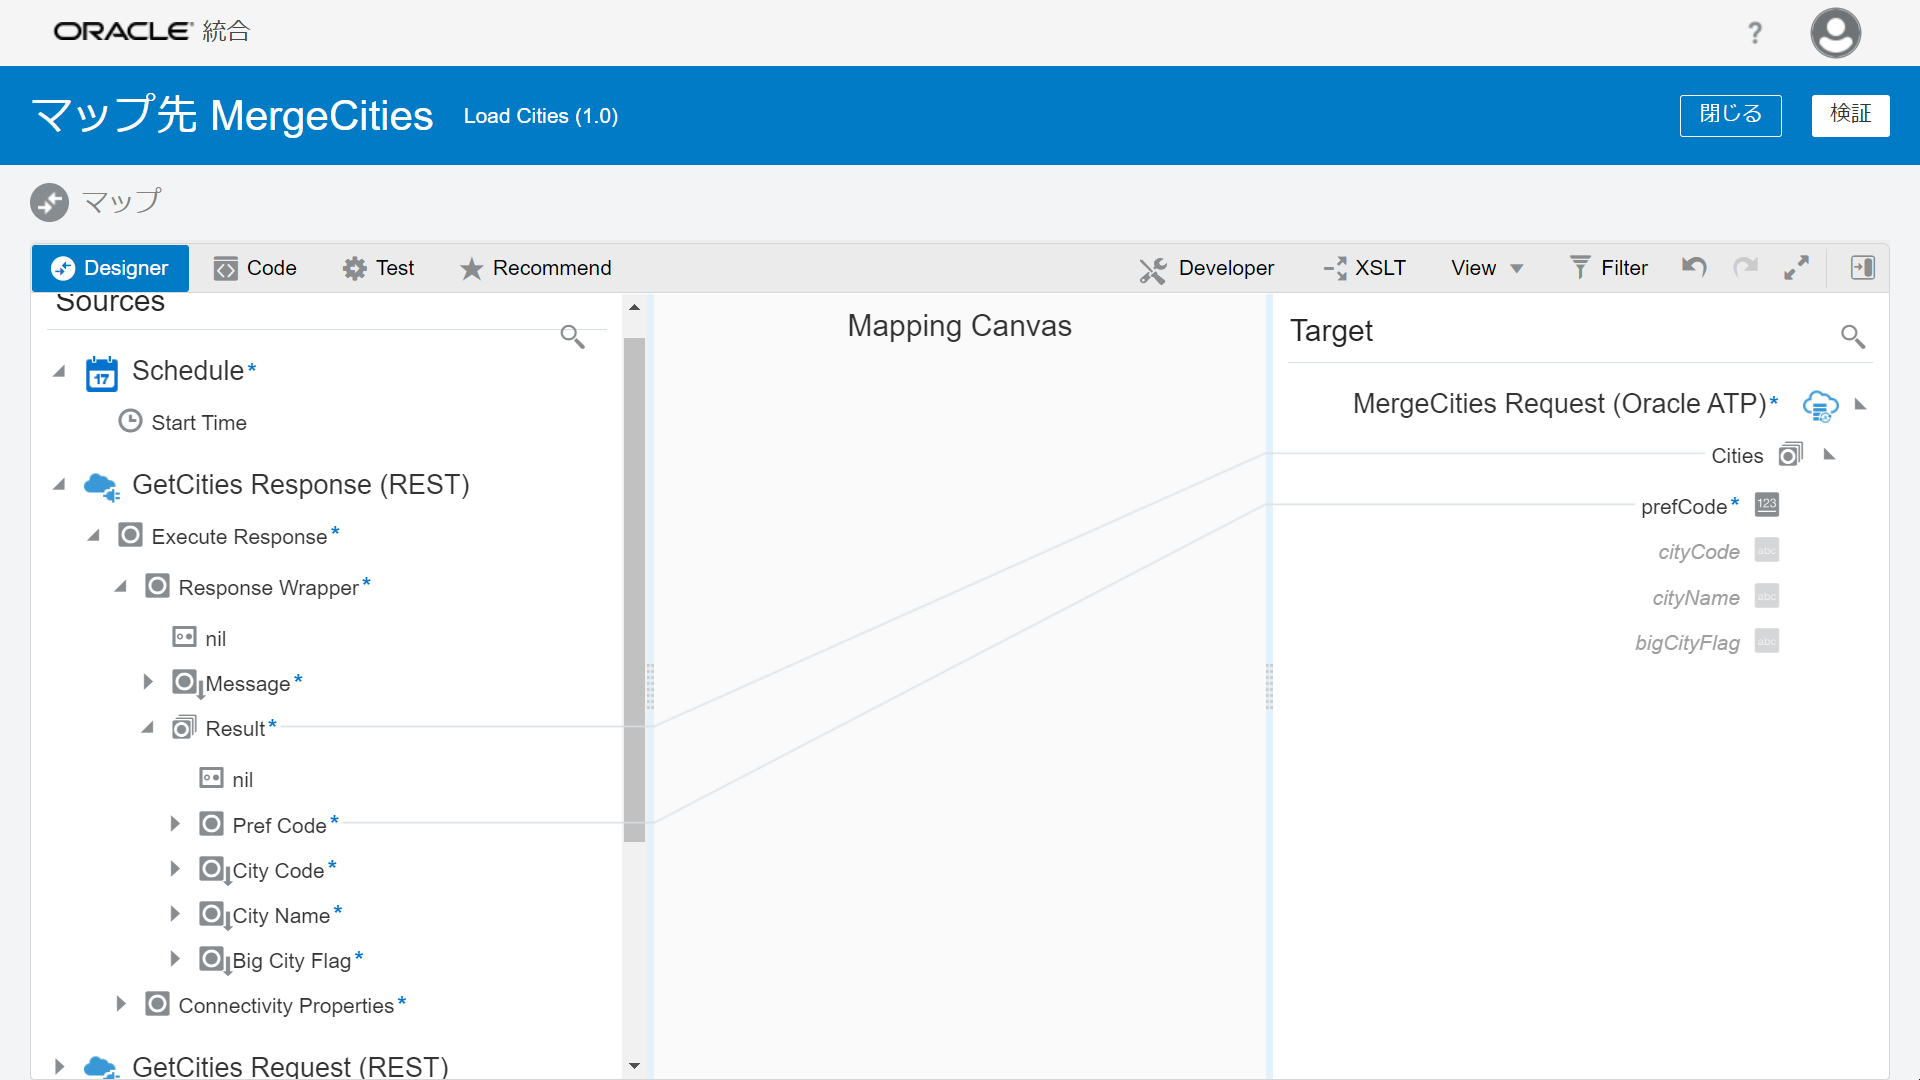 ORACLE 統合
?
マップ先 MergeCities Load Cities (1.0) 閉じる 検証
マップ
Designer Code Test Recommend Developer XSLT View Filter
Sources
17 Schedule*
Start Time
GetCities Response (REST)
Execute Response*
Response Wrapper*
nil
Message*
Result*
nil
Pref Code*
City Code*
City Name*
Big City Flag*
Connectivity Properties*
GetCities Request (REST)
Mapping Canvas
Target
MergeCities Request (Oracle ATP)*
Cities
prefCode* 123
cityCode abc
cityName abc
bigCityFlag abc